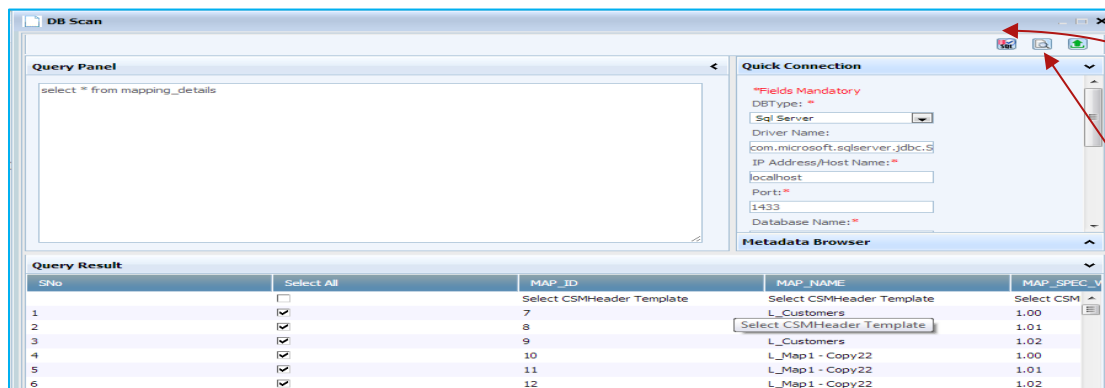 DB Scan
SQL
Query Panel
Quick Connection
select * from mapping_details
*Fields Mandatory
DBType: *
Sql Server
Driver Name:
com.microsoft.sqlserver.jdbc.S
IP Address/Host Name:*
localhost
Port:*
1433
Database Name:*
Metadata Browser
Query Result
SNo Select All MAP_ID MAP_NAME MAP_SPEC_V
Select CSMHeader Template Select CSMHeader Template Select CSM
1 7 L_Customers 1.00
2 8 Select CSMHeader Template 1.01
3 9 L_Customers 1.02
4 10 L_Map1 - Copy22 1.00
5 11 L_Map1 - Copy22 1.01
6 12 L_Map1 - Copy22 1.02